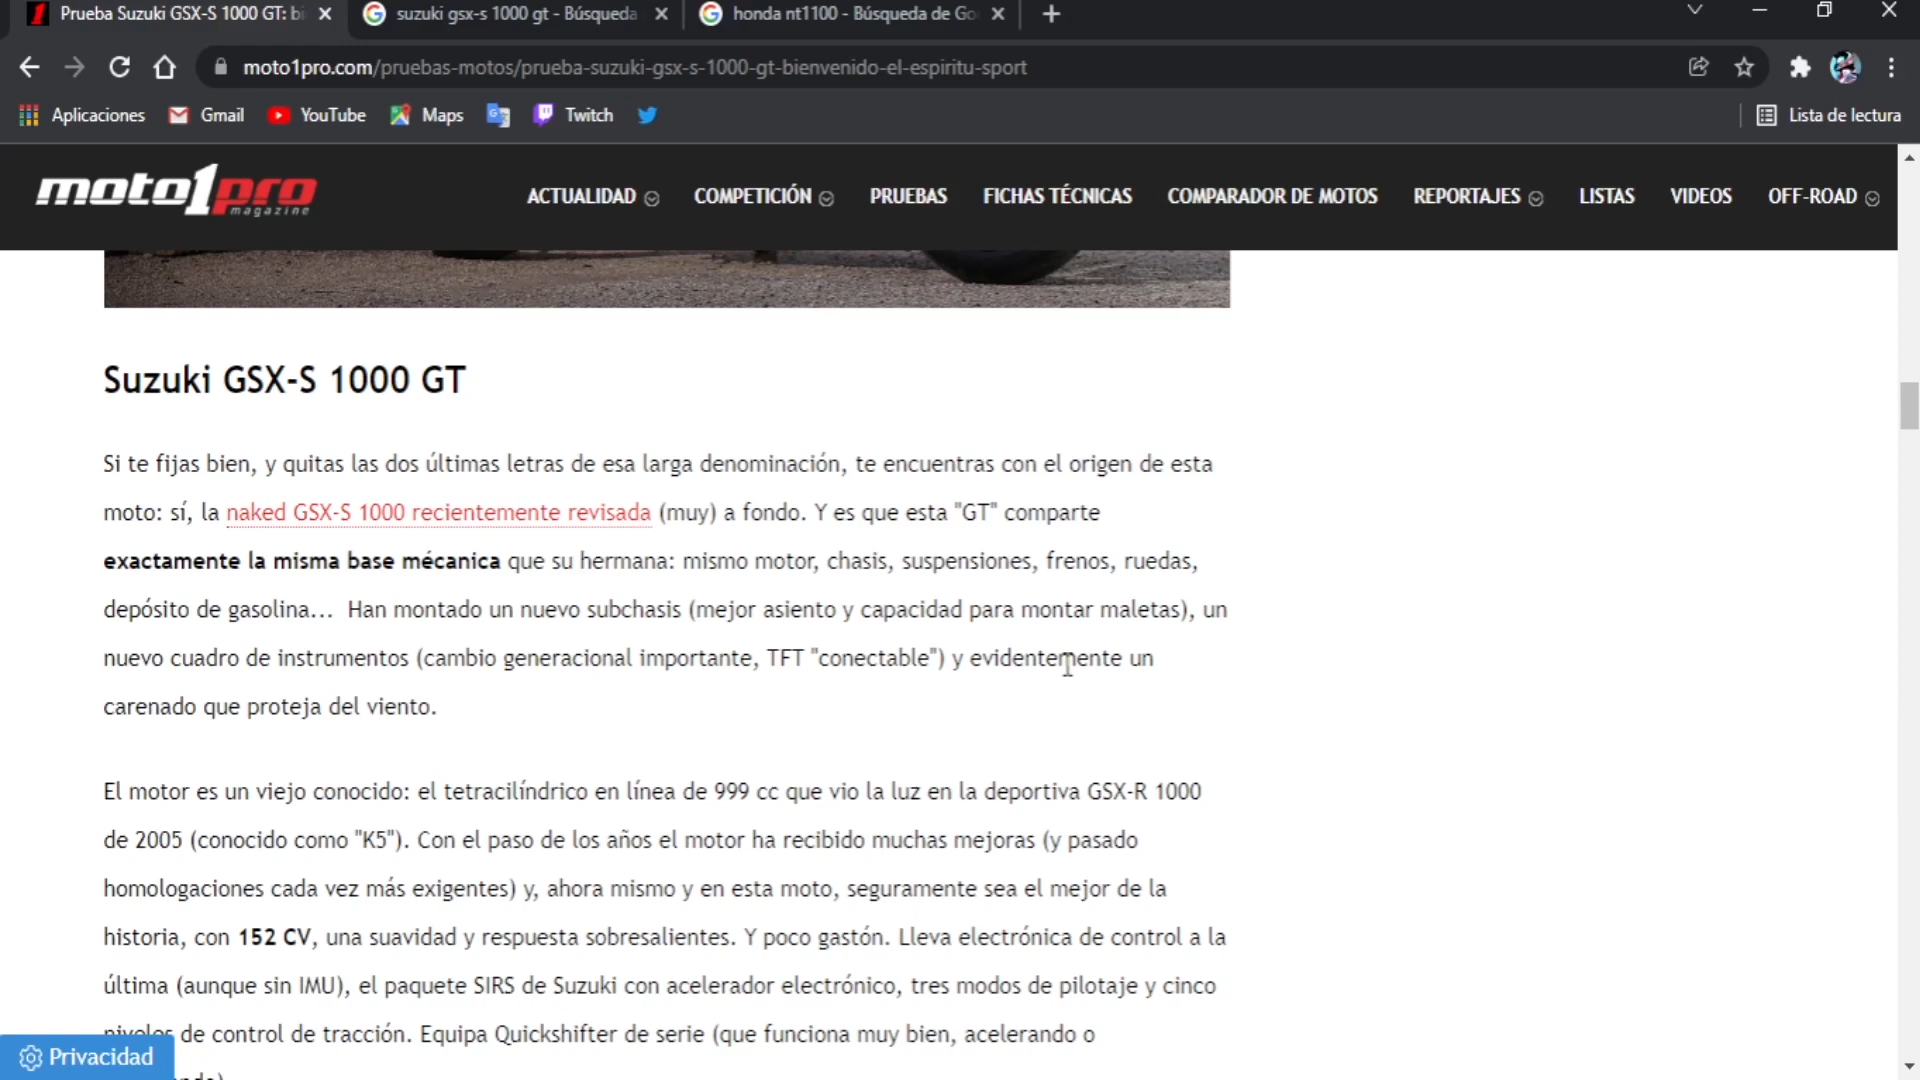 Prueba Suzuki GSX-S 1000 GT: bi
suzuki gsx-s 1000 gt - Búsqueda
honda nt1100 - Búsqueda de Go
moto1pro.com/pruebas-motos/prueba-suzuki-gsx-s-1000-gt-bienvenido-el-espiritu-sport
Aplicaciones Gmail YouTube Maps Twitch Lista de lectura
moto1pro magazine
ACTUALIDAD COMPETICIÓN PRUEBAS FICHAS TÉCNICAS COMPARADOR DE MOTOS REPORTAJES LISTAS VIDEOS OFF-ROAD
Suzuki GSX-S 1000 GT
Si te fijas bien, y quitas las dos últimas letras de esa larga denominación, te encuentras con el origen de esta
moto: sí, la naked GSX-S 1000 recientemente revisada (muy) a fondo. Y es que esta "GT" comparte
exactamente la misma base mécanica que su hermana: mismo motor, chasis, suspensiones, frenos, ruedas,
depósito de gasolina... Han montado un nuevo subchasis (mejor asiento y capacidad para montar maletas), un
nuevo cuadro de instrumentos (cambio generacional importante, TFT "conectable") y evidentemente un
carenado que proteja del viento.
El motor es un viejo conocido: el tetracilíndrico en línea de 999 cc que vio la luz en la deportiva GSX-R 1000
de 2005 (conocido como "K5"). Con el paso de los años el motor ha recibido muchas mejoras (y pasado
homologaciones cada vez más exigentes) y, ahora mismo y en esta moto, seguramente sea el mejor de la
historia, con 152 CV, una suavidad y respuesta sobresalientes. Y poco gastón. Lleva electrónica de control a la
última (aunque sin IMU), el paquete SIRS de Suzuki con acelerador electrónico, tres modos de pilotaje y cinco
niveles de control de tracción. Equipa Quickshifter de serie (que funciona muy bien, acelerando o
Privacidad